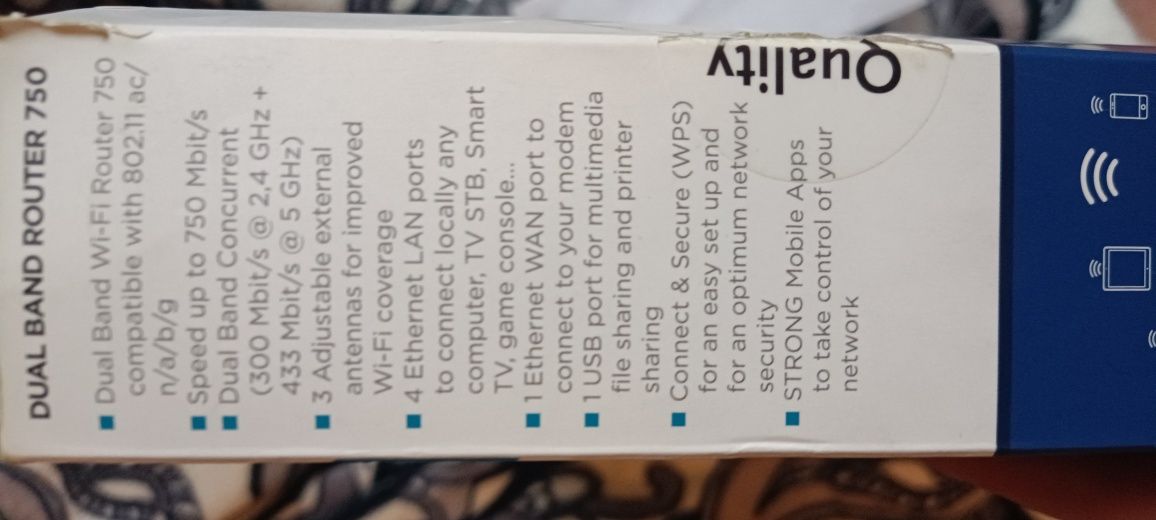 DUAL BAND ROUTER 750
Dual Band Wi-Fi Router 750
compatible with 802.11 ac/
n/a/b/g
Speed up to 750 Mbit/s
Dual Band Concurrent
(300 Mbit/s @ 2,4 GHz +
433 Mbit/s @ 5 GHz)
3 Adjustable external
antennas for improved
Wi-Fi coverage
4 Ethernet LAN ports
to connect locally any
computer, TV STB, Smart
TV, game console...
1 Ethernet WAN port to
connect to your modem
1 USB port for multimedia
file sharing and printer
sharing
Connect & Secure (WPS)
for an easy set up and
for an optimum network
security
STRONG Mobile Apps
to take control of your
network
Quality